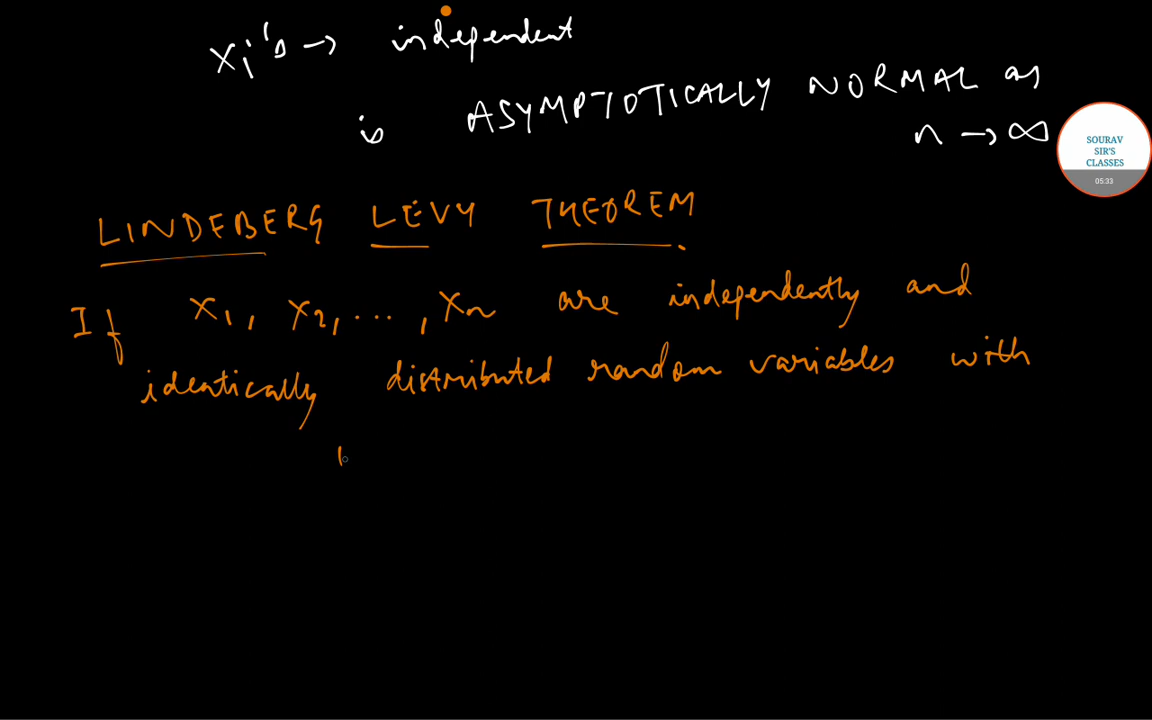 Xi's → independent
is ASYMPTOTICALLY NORMAL as
n → ∞
SOURAV
SIR'S
CLASSES
05:33
LINDEBERG LEVY THEOREM
If X1, X2, ..., Xn are independently and
identically distributed random variables with